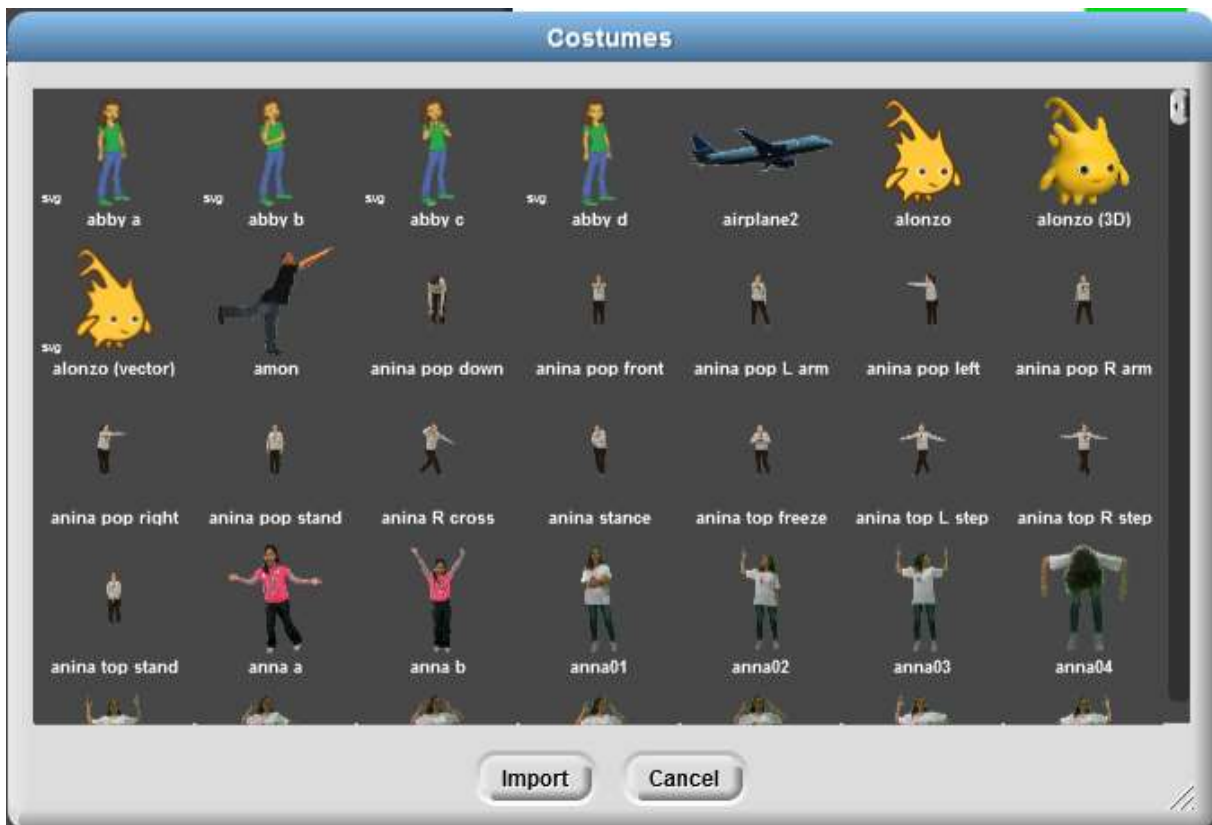 Costumes
svg svg svg svg
abby a abby b abby c abby d airplane2 alonzo alonzo (3D)
svg
alonzo (vector) amon anina pop down anina pop front anina pop L arm anina pop left anina pop R arm
anina pop right anina pop stand anina R cross anina stance anina top freeze anina top L step anina top R step
anina top stand anna a anna b anna01 anna02 anna03 anna04
Import Cancel